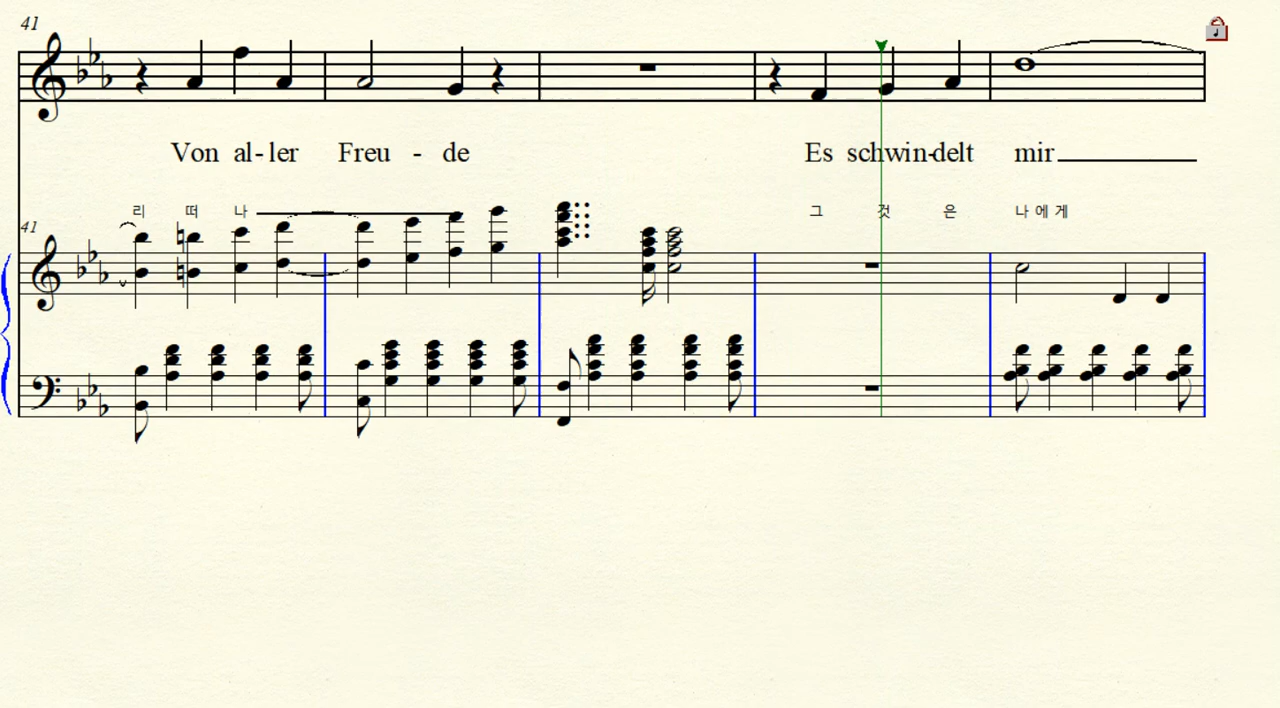 41
Von al- ler Freu - de Es schwin-delt mir
리 떠 나 그 것 은 나 에 게
41